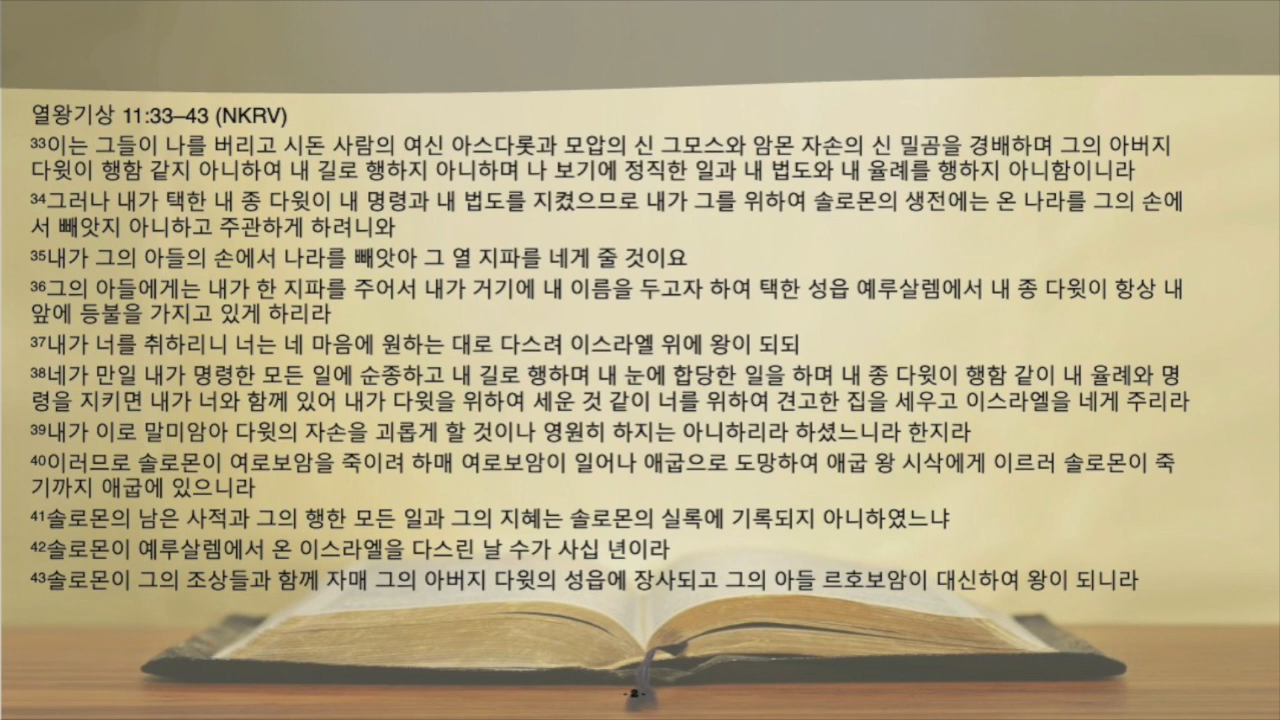 열왕기상 11:33–43 (NKRV)
33이는 그들이 나를 버리고 시돈 사람의 여신 아스다롯과 모압의 신 그모스와 암몬 자손의 신 밀곰을 경배하며 그의 아버지
다윗이 행함 같지 아니하여 내 길로 행하지 아니하며 나 보기에 정직한 일과 내 법도와 내 율례를 행하지 아니함이니라
34그러나 내가 택한 내 종 다윗이 내 명령과 내 법도를 지켰으므로 내가 그를 위하여 솔로몬의 생전에는 온 나라를 그의 손에
서 빼앗지 아니하고 주관하게 하려니와
35내가 그의 아들의 손에서 나라를 빼앗아 그 열 지파를 네게 줄 것이요
36그의 아들에게는 내가 한 지파를 주어서 내가 거기에 내 이름을 두고자 하여 택한 성읍 예루살렘에서 내 종 다윗이 항상 내
앞에 등불을 가지고 있게 하리라
37내가 너를 취하리니 너는 네 마음에 원하는 대로 다스려 이스라엘 위에 왕이 되되
38네가 만일 내가 명령한 모든 일에 순종하고 내 길로 행하며 내 눈에 합당한 일을 하며 내 종 다윗이 행함 같이 내 율례와 명
령을 지키면 내가 너와 함께 있어 내가 다윗을 위하여 세운 것 같이 너를 위하여 견고한 집을 세우고 이스라엘을 네게 주리라
39내가 이로 말미암아 다윗의 자손을 괴롭게 할 것이나 영원히 하지는 아니하리라 하셨느니라 한지라
40이러므로 솔로몬이 여로보암을 죽이려 하매 여로보암이 일어나 애굽으로 도망하여 애굽 왕 시삭에게 이르러 솔로몬이 죽
기까지 애굽에 있으니라
41솔로몬의 남은 사적과 그의 행한 모든 일과 그의 지혜는 솔로몬의 실록에 기록되지 아니하였느냐
42솔로몬이 예루살렘에서 온 이스라엘을 다스린 날 수가 사십 년이라
43솔로몬이 그의 조상들과 함께 자매 그의 아버지 다윗의 성읍에 장사되고 그의 아들 르호보암이 대신하여 왕이 되니라
- 2 -